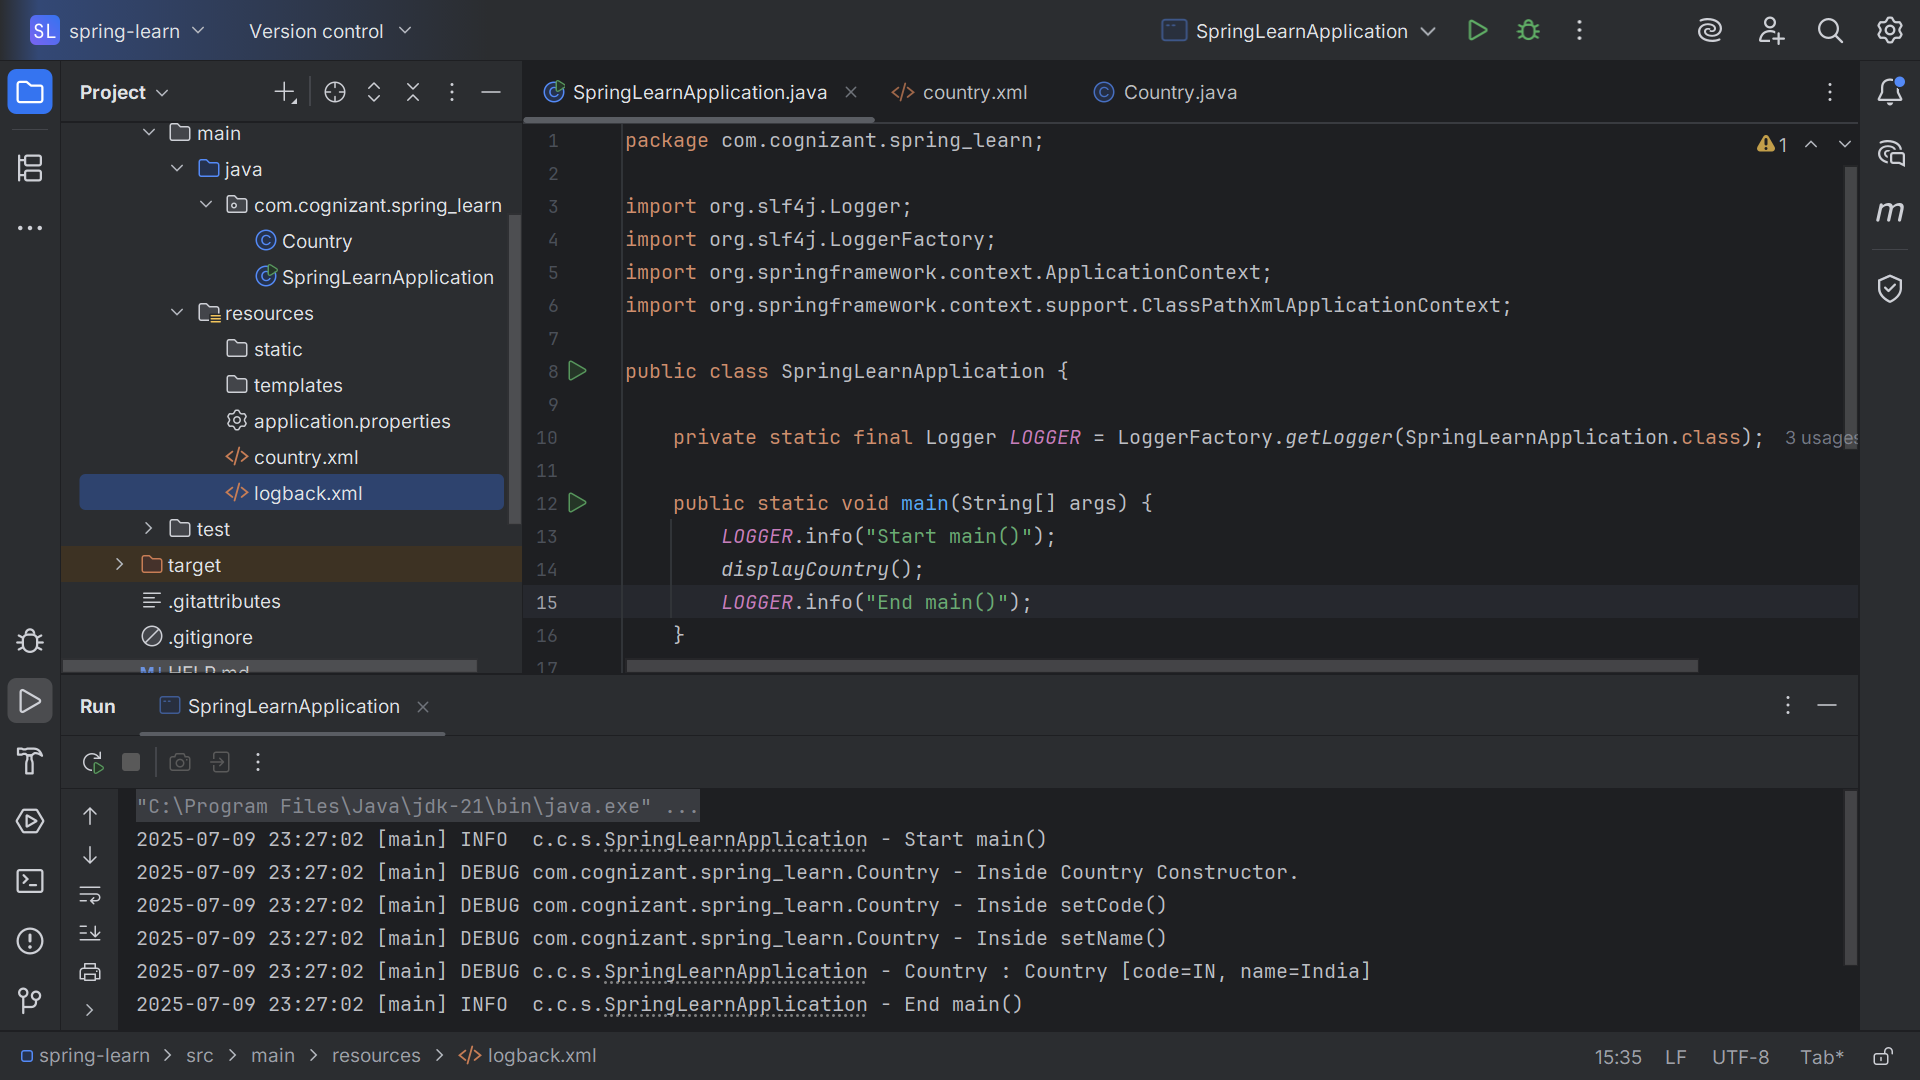 SL spring-learn Version control SpringLearnApplication
Project
SpringLearnApplication.java country.xml Country.java
main
java
com.cognizant.spring_learn
Country
SpringLearnApplication
resources
static
templates
application.properties
country.xml
logback.xml
test
target
.gitattributes
.gitignore
HELP.md
1 package com.cognizant.spring_learn;
2
3 import org.slf4j.Logger;
4 import org.slf4j.LoggerFactory;
5 import org.springframework.context.ApplicationContext;
6 import org.springframework.context.support.ClassPathXmlApplicationContext;
7
8 public class SpringLearnApplication {
9
10 private static final Logger LOGGER = LoggerFactory.getLogger(SpringLearnApplication.class); 3 usages
11
12 public static void main(String[] args) {
13 LOGGER.info("Start main()");
14 displayCountry();
15 LOGGER.info("End main()");
16 }
17
1
m
Run SpringLearnApplication
"C:\Program Files\Java\jdk-21\bin\java.exe" ...
2025-07-09 23:27:02 [main] INFO  c.c.s.SpringLearnApplication - Start main()
2025-07-09 23:27:02 [main] DEBUG com.cognizant.spring_learn.Country - Inside Country Constructor.
2025-07-09 23:27:02 [main] DEBUG com.cognizant.spring_learn.Country - Inside setCode()
2025-07-09 23:27:02 [main] DEBUG com.cognizant.spring_learn.Country - Inside setName()
2025-07-09 23:27:02 [main] DEBUG c.c.s.SpringLearnApplication - Country : Country [code=IN, name=India]
2025-07-09 23:27:02 [main] INFO  c.c.s.SpringLearnApplication - End main()
spring-learn > src > main > resources > logback.xml
15:35 LF UTF-8 Tab*